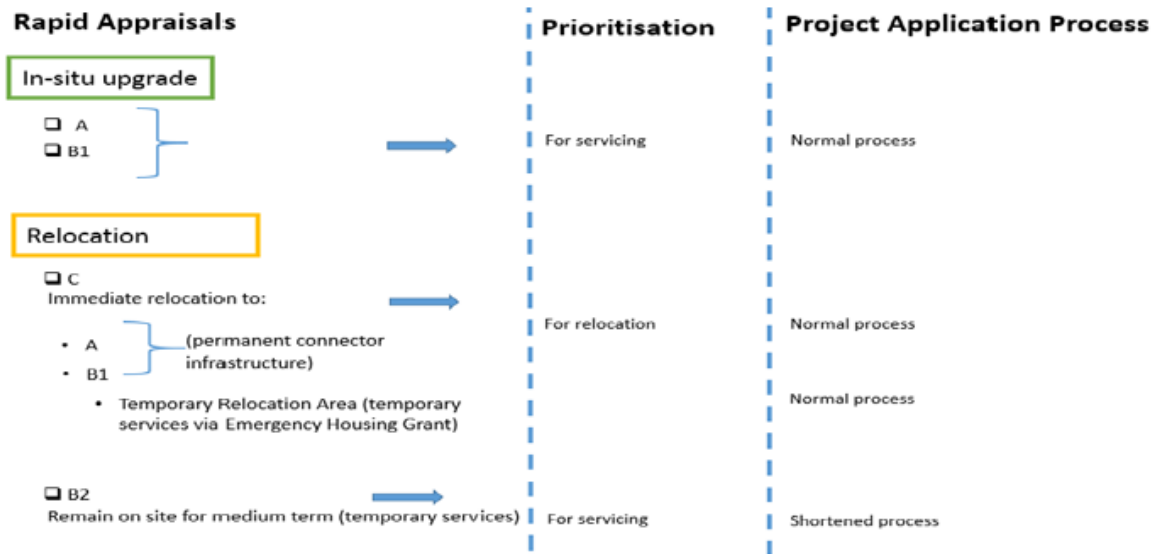 Rapid Appraisals
Prioritisation
Project Application Process
In-situ upgrade
A
B1
For servicing
Normal process
Relocation
C
Immediate relocation to:
For relocation
Normal process
• A
(permanent connector
infrastructure)
• B1
• Temporary Relocation Area (temporary
services via Emergency Housing Grant)
Normal process
B2
Remain on site for medium term (temporary services)
For servicing
Shortened process